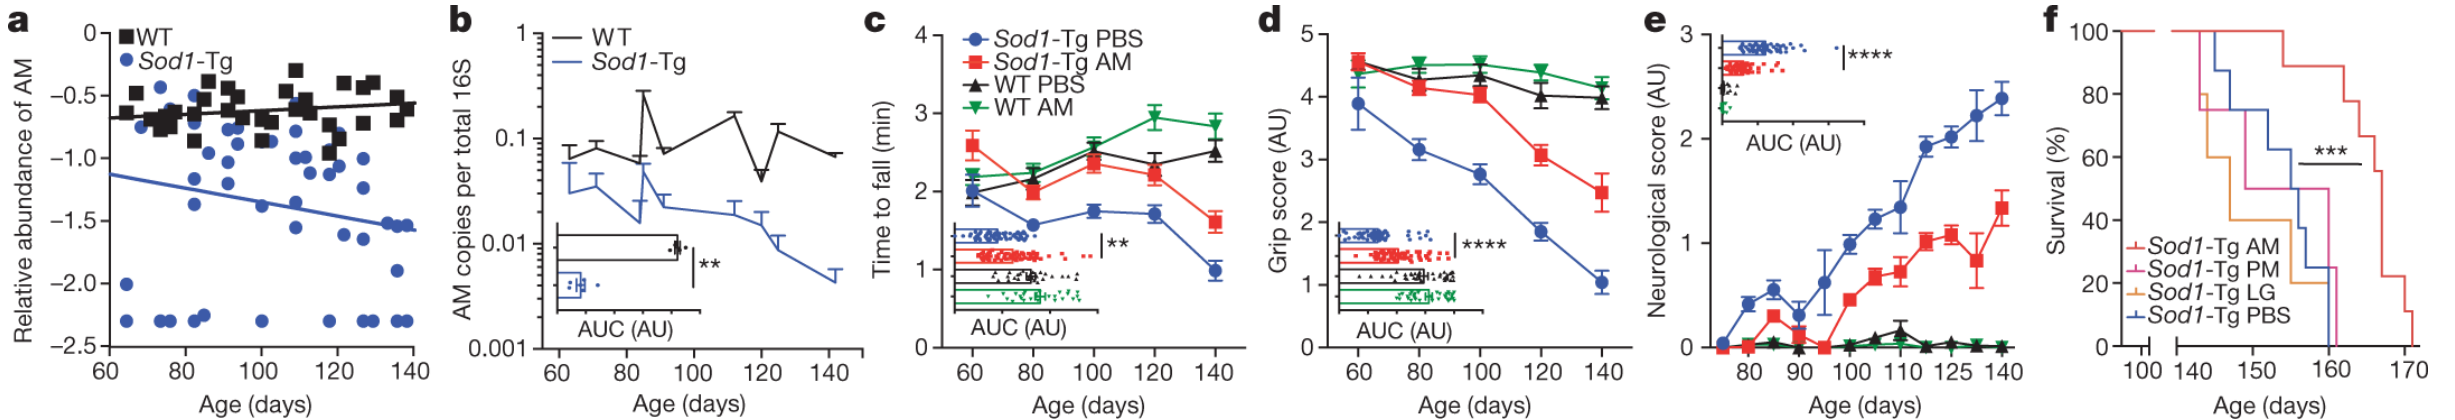 a
0
−0.5
−1.0
−1.5
−2.0
−2.5
Relative abundance of AM
WT
Sod1-Tg
60 80 100 120 140
Age (days)
b
1
0.1
0.01
0.001
AM copies per total 16S
WT
Sod1-Tg
**
AUC (AU)
60 80 100 120 140
Age (days)
c
4
3
2
1
0
Time to fall (min)
Sod1-Tg PBS
Sod1-Tg AM
WT PBS
WT AM
**
AUC (AU)
60 80 100 120 140
Age (days)
d
5
4
3
2
1
0
Grip score (AU)
****
AUC (AU)
60 80 100 120 140
Age (days)
e
3
2
1
0
Neurological score (AU)
****
AUC (AU)
80 90 100 110 125 140
Age (days)
f
100
80
60
40
20
0
Survival (%)
***
Sod1-Tg AM
Sod1-Tg PM
Sod1-Tg LG
Sod1-Tg PBS
100 140 150 160 170
Age (days)